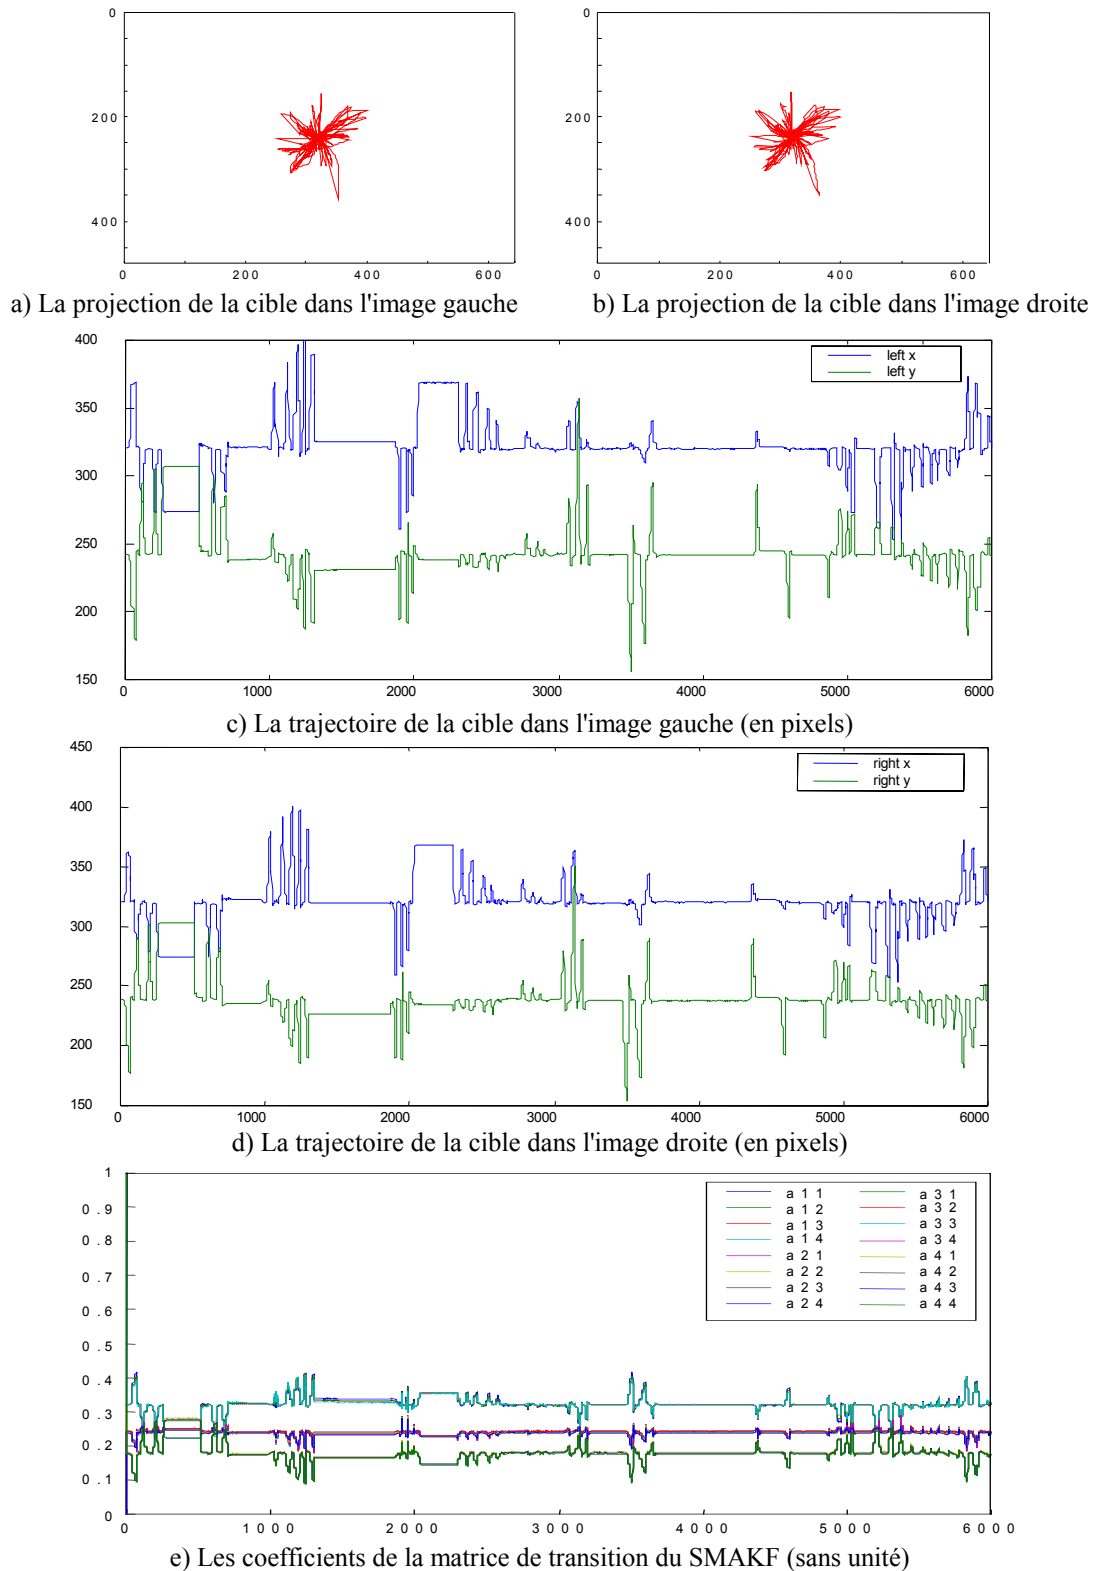 0
200
400
0 200 400 600
0
200
400
0 200 400 600
a) La projection de la cible dans l'image gauche
b) La projection de la cible dans l'image droite
400
350
300
250
200
150
left x
left y
0 1000 2000 3000 4000 5000 6000
c) La trajectoire de la cible dans l'image gauche (en pixels)
450
400
350
300
250
200
150
100
right x
right y
0 1000 2000 3000 4000 5000 6000
d) La trajectoire de la cible dans l'image droite (en pixels)
1
0.9
0.8
0.7
0.6
0.5
0.4
0.3
0.2
0.1
0
a 1 1
a 1 2
a 1 3
a 1 4
a 2 1
a 2 2
a 2 3
a 2 4
a 3 1
a 3 2
a 3 3
a 3 4
a 4 1
a 4 2
a 4 3
a 4 4
0 1000 2000 3000 4000 5000 6000
e) Les coefficients de la matrice de transition du SMAKF (sans unité)